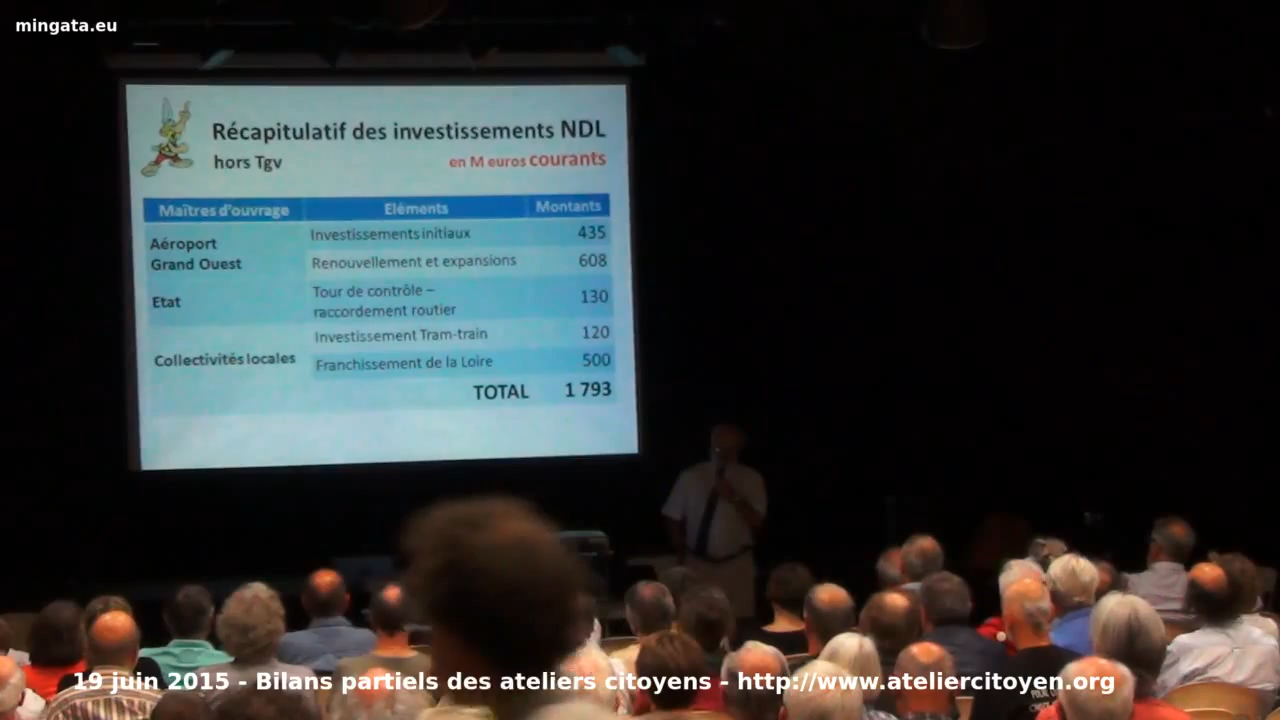 mingata.eu
Récapitulatif des investissements NDL
hors Tgv
en M euros courants
Maîtres d'ouvrage Eléments Montants
Aéroport
Grand Ouest
Investissements initiaux 435
Renouvellement et expansions 608
Etat
Tour de contrôle –
raccordement routier 130
Collectivités locales
Investissement Tram-train 120
Franchissement de la Loire 500
TOTAL 1 793
19 juin 2015 - Bilans partiels des ateliers citoyens - http://www.ateliercitoyen.org